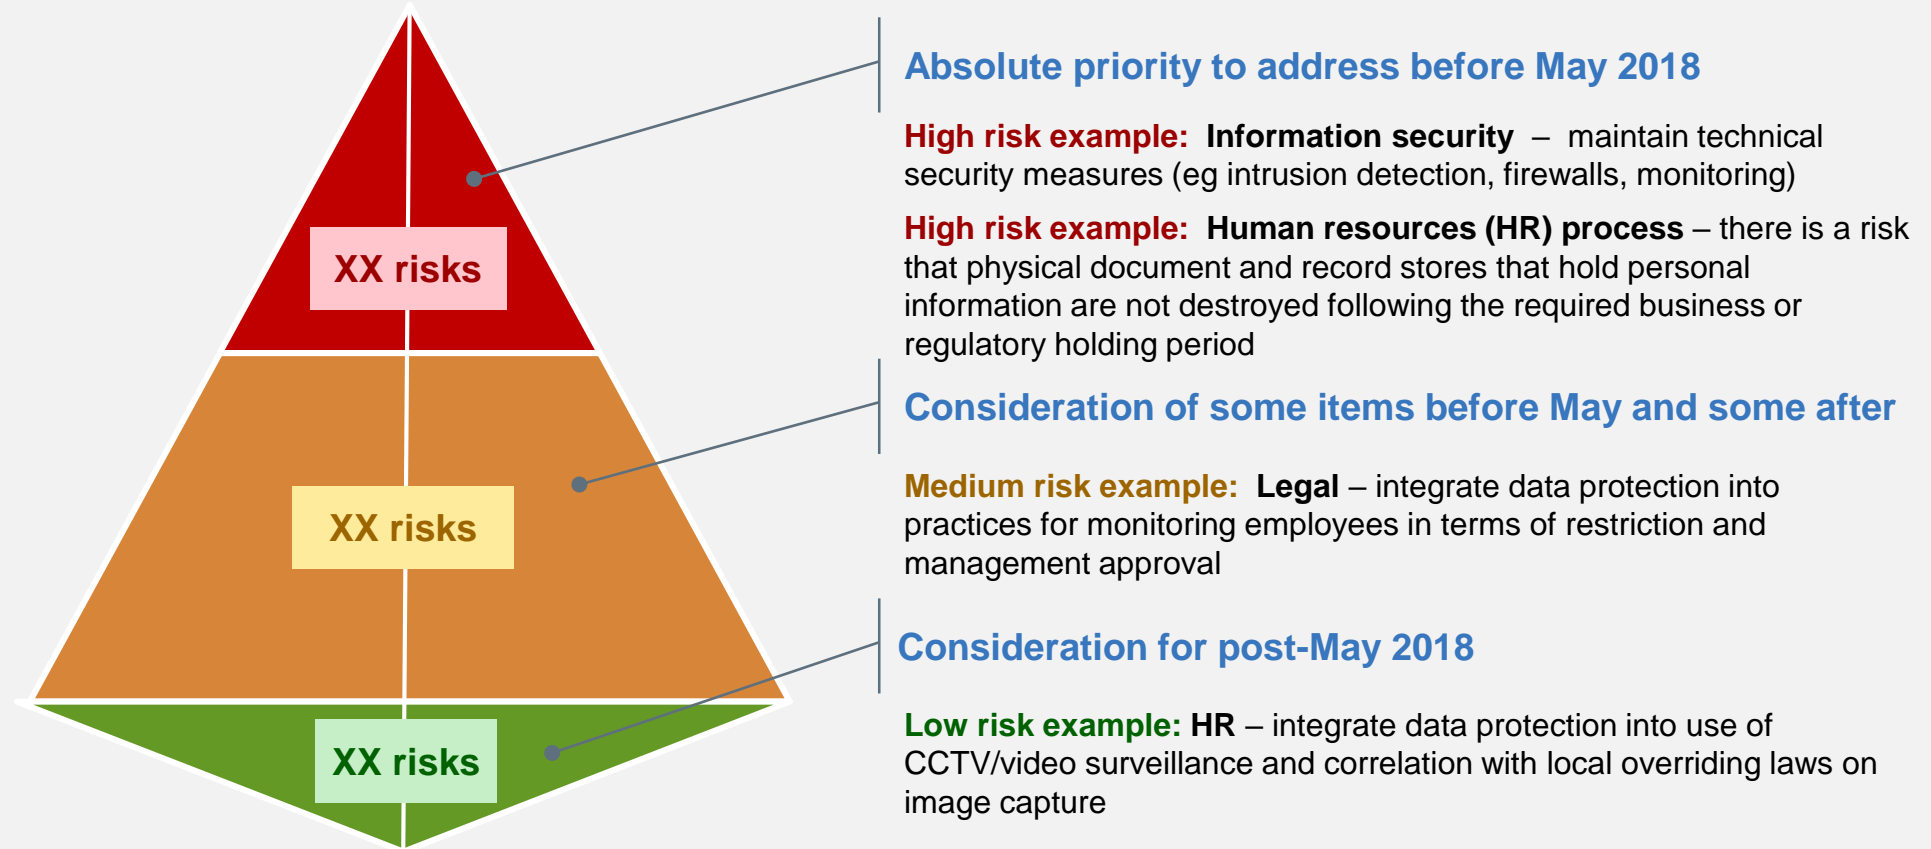 Absolute priority to address before May 2018
High risk example: Information security – maintain technical
security measures (eg intrusion detection, firewalls, monitoring)
High risk example: Human resources (HR) process – there is a risk
that physical document and record stores that hold personal
information are not destroyed following the required business or
regulatory holding period
XX risks
Consideration of some items before May and some after
Medium risk example: Legal – integrate data protection into
practices for monitoring employees in terms of restriction and
management approval
XX risks
Consideration for post-May 2018
Low risk example: HR – integrate data protection into use of
CCTV/video surveillance and correlation with local overriding laws on
image capture
XX risks